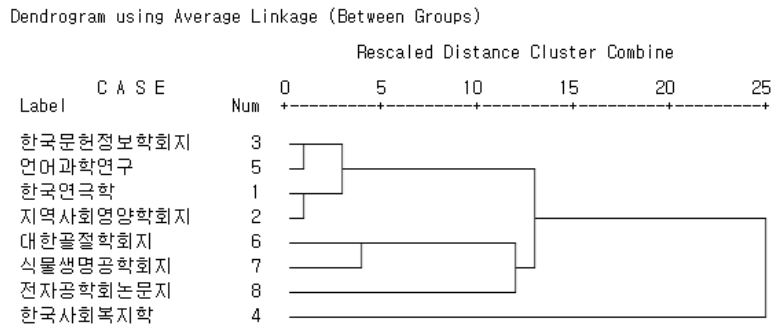 Dendrogram using Average Linkage (Between Groups)
Rescaled Distance Cluster Combine
C A S E 0 5 10 15 20 25
Label Num +---------+---------+---------+---------+---------+
한국문헌정보학회지 3
언어과학연구 5
한국연극학 1
지역사회영양학회지 2
대한골절학회지 6
식물생명공학회지 7
전자공학회논문지 8
한국사회복지학 4